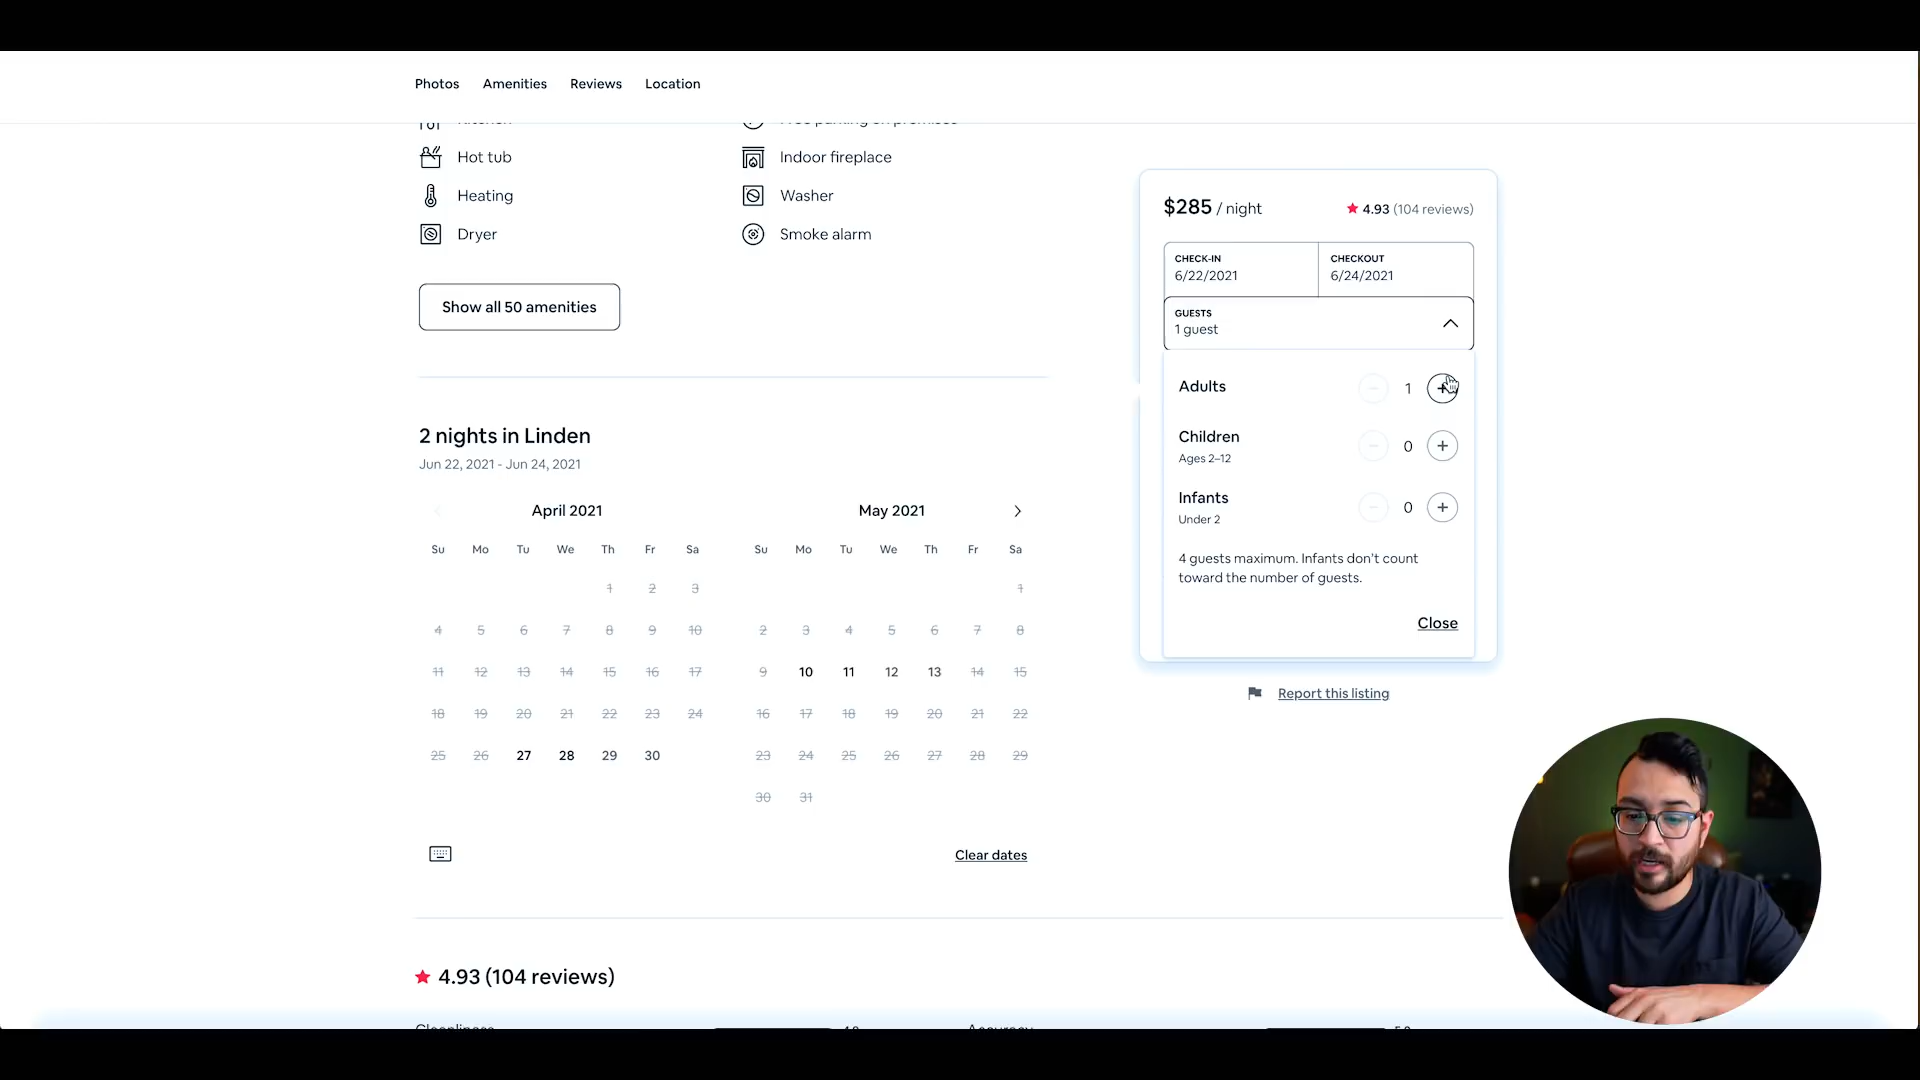 Photos Amenities Reviews Location
Kitchen Free parking on premises
Hot tub Indoor fireplace
Heating Washer
Dryer Smoke alarm
Show all 50 amenities
2 nights in Linden
Jun 22, 2021 - Jun 24, 2021
April 2021
Su Mo Tu We Th Fr Sa
1 2 3
4 5 6 7 8 9 10
11 12 13 14 15 16 17
18 19 20 21 22 23 24
25 26 27 28 29 30
May 2021
Su Mo Tu We Th Fr Sa
1
2 3 4 5 6 7 8
9 10 11 12 13 14 15
16 17 18 19 20 21 22
23 24 25 26 27 28 29
30 31
Clear dates
$285 / night 4.93 (104 reviews)
CHECK-IN CHECKOUT
6/22/2021 6/24/2021
GUESTS
1 guest
Adults 1
Children 0
Ages 2–12
Infants 0
Under 2
4 guests maximum. Infants don't count
toward the number of guests.
Close
Report this listing
4.93 (104 reviews)
Cleanliness Accuracy